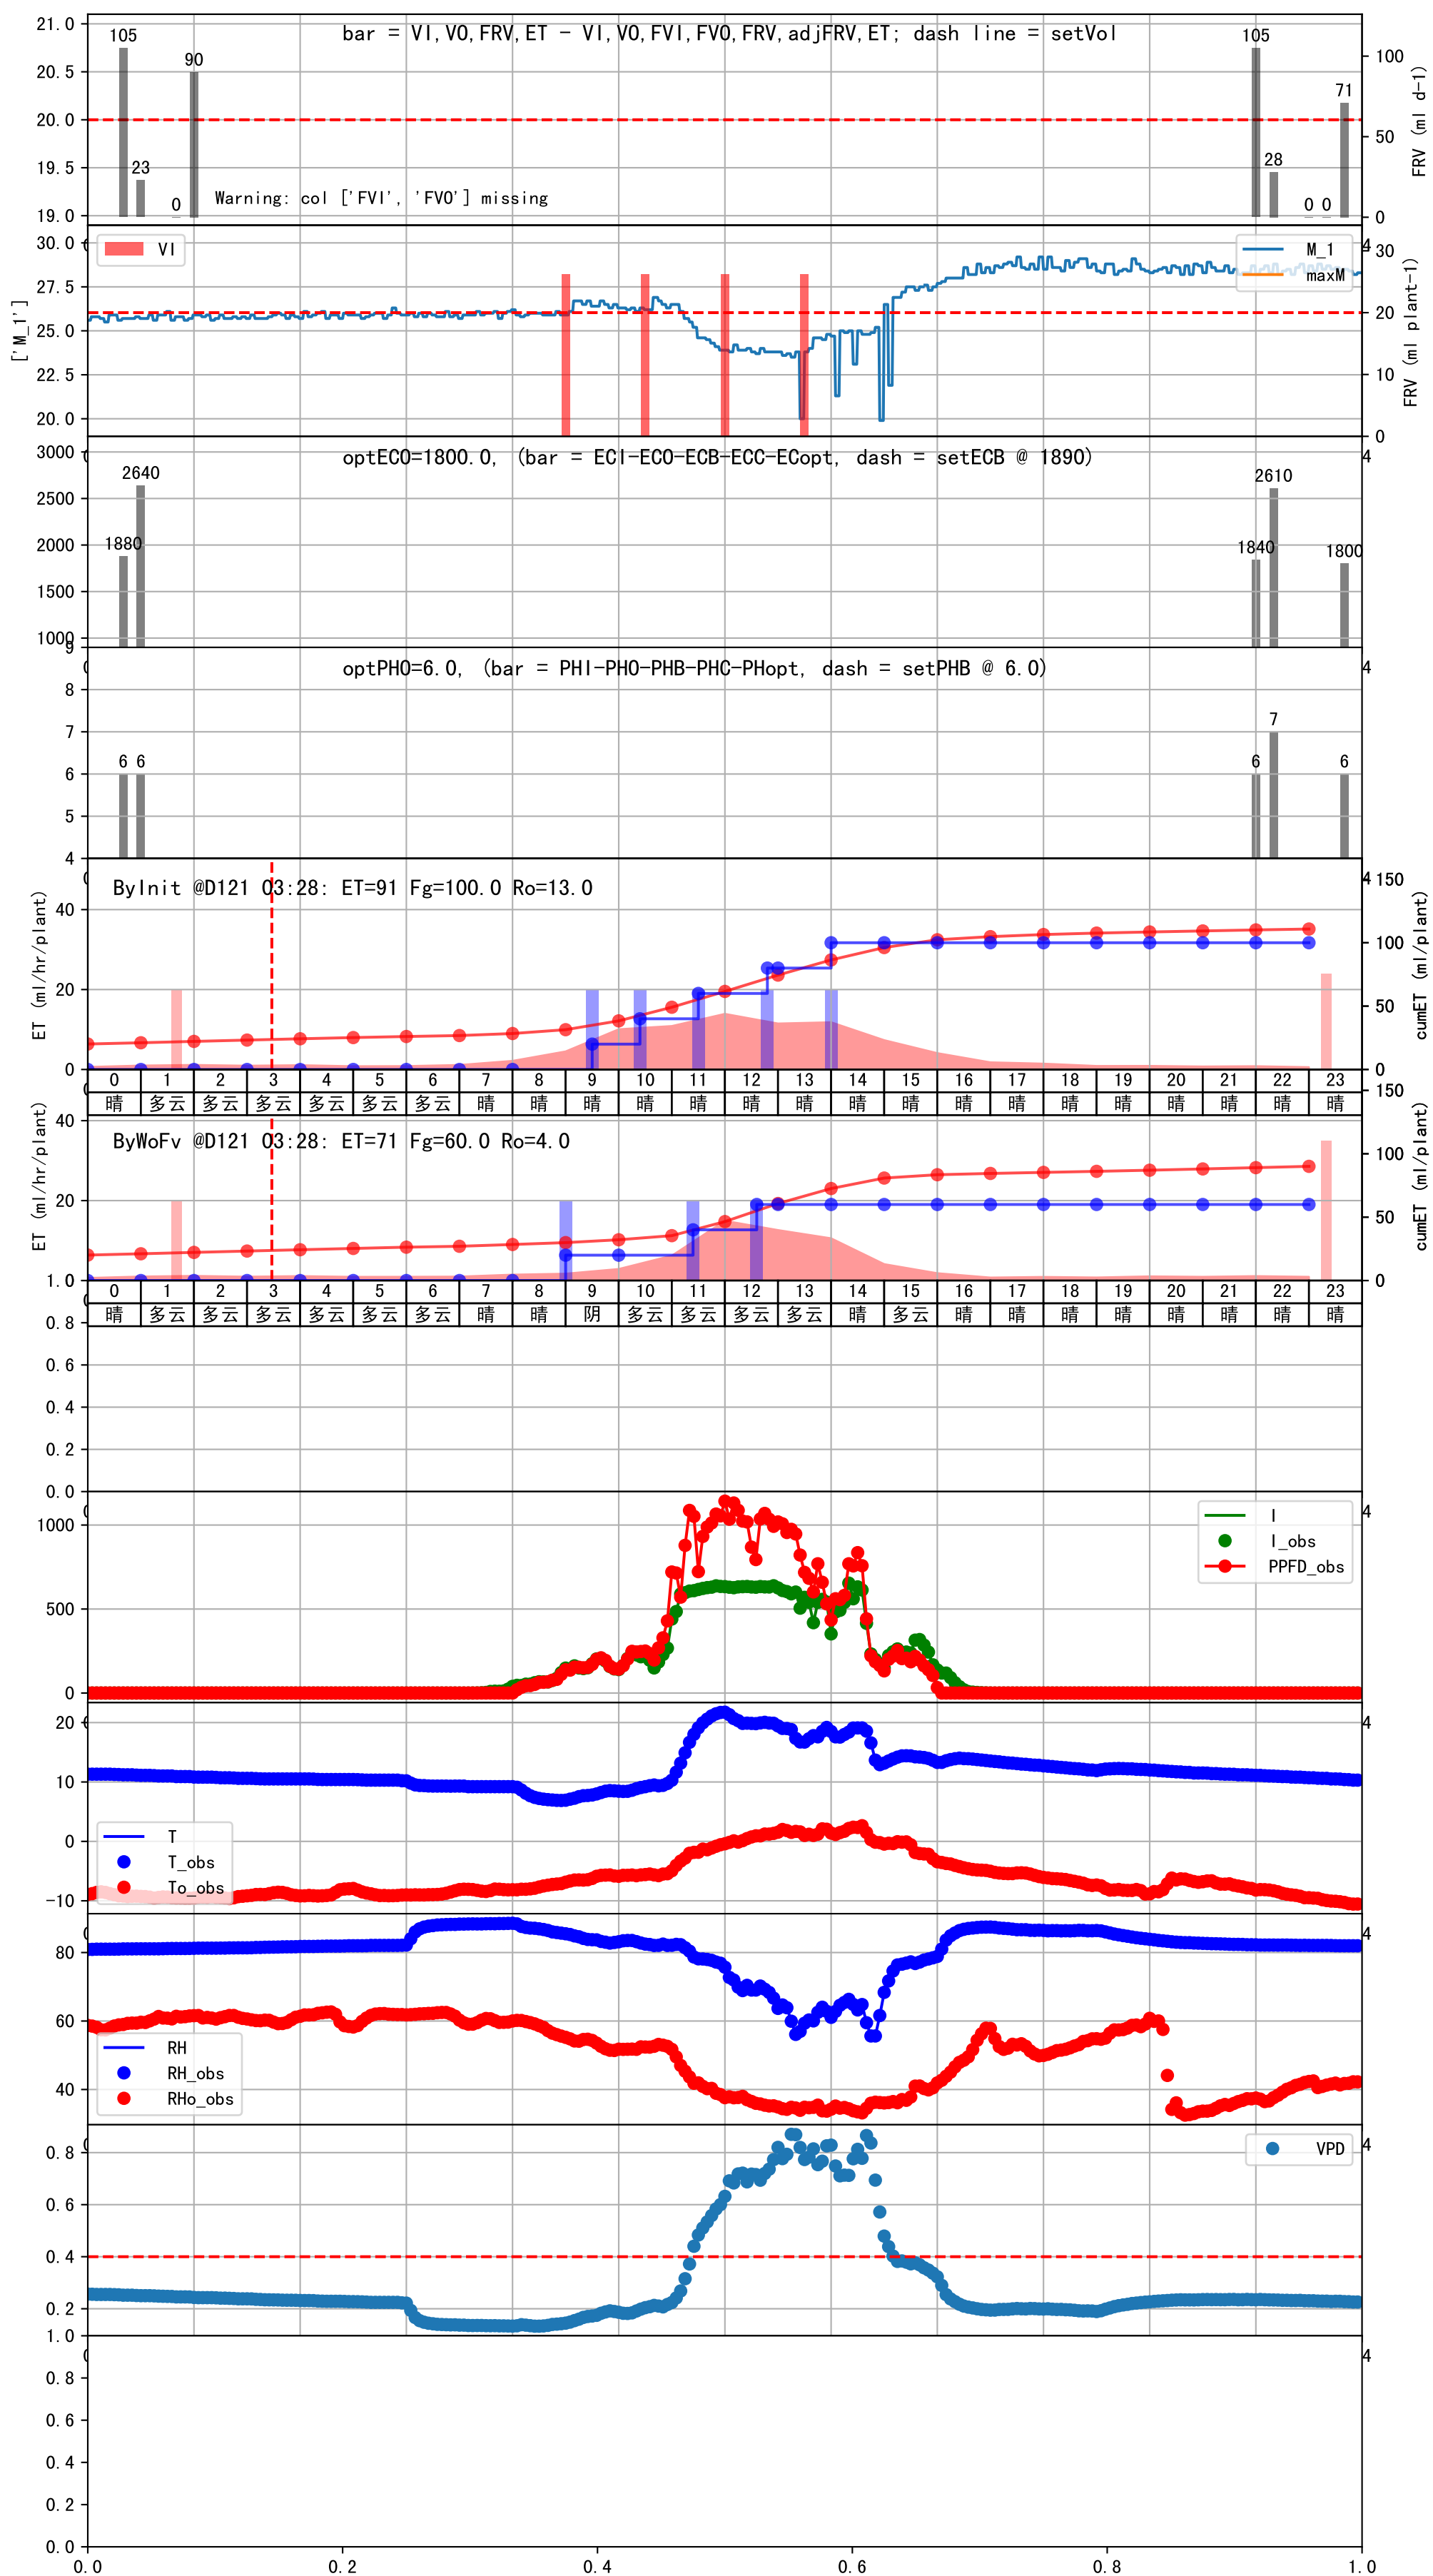 bar = VI,VO,FRV,ET - VI,VO,FVI,FVO,FRV,adjFRV,ET; dash line = setVol
21.0
20.5
20.0
19.5
19.0
105
23
0
90
105
28
0
0
71
Warning: col ['FVI', 'FVO'] missing
100
50
0
FRV (ml d-1)
VI
M_1
maxM
30.0
27.5
25.0
22.5
20.0
['M_1']
30
20
10
0
FRV (ml plant-1)
optECO=1800.0, (bar = ECI-ECO-ECB-ECC-ECopt, dash = setECB @ 1890)
3000
2500
2000
1500
1000
1880
2640
1840
2610
1800
optPHO=6.0, (bar = PHI-PHO-PHB-PHC-PHopt, dash = setPHB @ 6.0)
9
8
7
6
5
4
6
6
6
7
6
ByInit @D121 03:28: ET=91 Fg=100.0 Ro=13.0
40
20
0
ET (ml/hr/plant)
150
100
50
0
cumET (ml/plant)
0 1 2 3 4 5 6 7 8 9 10 11 12 13 14 15 16 17 18 19 20 21 22 23
晴 多云 多云 多云 多云 多云 多云 晴 晴 晴 晴 晴 晴 晴 晴 晴 晴 晴 晴 晴 晴 晴 晴 晴
ByWoFv @D121 03:28: ET=71 Fg=60.0 Ro=4.0
40
20
ET (ml/hr/plant)
150
100
50
0
cumET (ml/plant)
0 1 2 3 4 5 6 7 8 9 10 11 12 13 14 15 16 17 18 19 20 21 22 23
晴 多云 多云 多云 多云 多云 多云 晴 晴 阴 多云 多云 多云 多云 晴 多云 晴 晴 晴 晴 晴 晴 晴 晴
1.0
0.8
0.6
0.4
0.2
0.0
1000
500
0
I
I_obs
PPFD_obs
20
10
0
-10
T
T_obs
To_obs
80
60
40
RH
RH_obs
RHo_obs
0.8
0.6
0.4
0.2
VPD
1.0
0.8
0.6
0.4
0.2
0.0
0.0 0.2 0.4 0.6 0.8 1.0